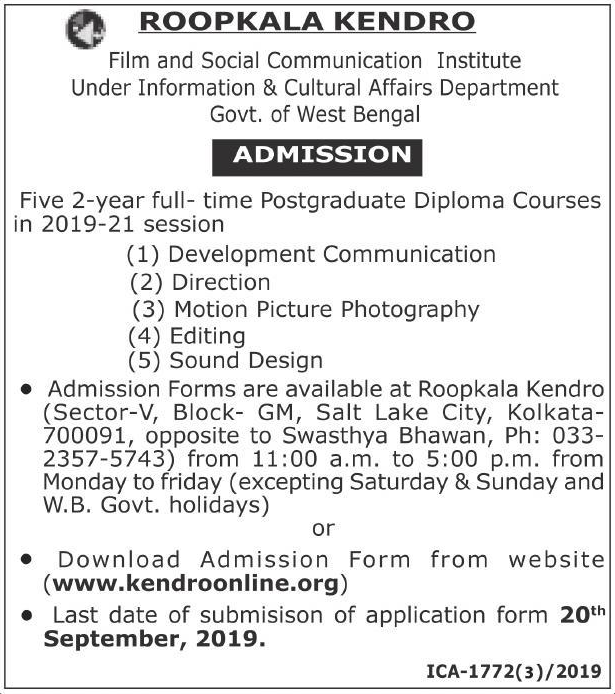 ROOPKALA KENDRO
Film and Social Communication Institute
Under Information & Cultural Affairs Department
Govt. of West Bengal
ADMISSION
Five 2-year full- time Postgraduate Diploma Courses
in 2019-21 session
(1) Development Communication
(2) Direction
(3) Motion Picture Photography
(4) Editing
(5) Sound Design
• Admission Forms are available at Roopkala Kendro
(Sector-V, Block- GM, Salt Lake City, Kolkata-
700091, opposite to Swasthya Bhawan, Ph: 033-
2357-5743) from 11:00 a.m. to 5:00 p.m. from
Monday to friday (excepting Saturday & Sunday and
W.B. Govt. holidays)
or
• Download Admission Form from website
(www.kendroonline.org)
• Last date of submisison of application form 20th
September, 2019.
ICA-1772(3)/2019